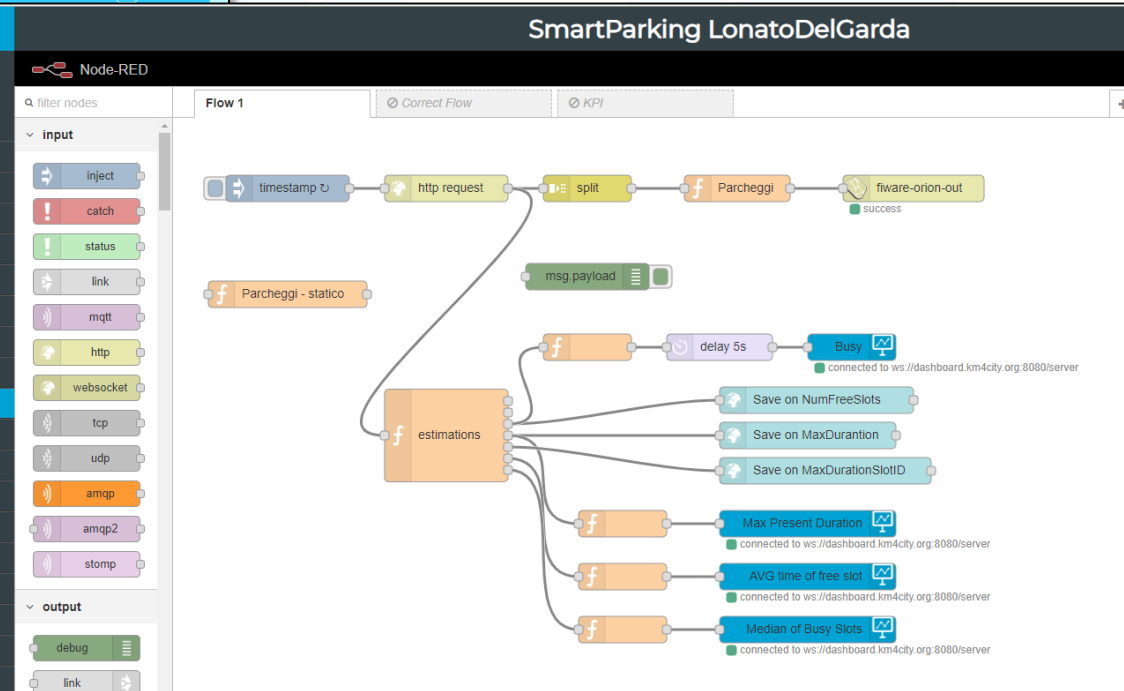 SmartParking LonatoDelGarda
Node-RED
filter nodes
Flow 1
Correct Flow
KPI
input
inject
catch
status
link
mqtt
http
websocket
tcp
udp
amqp
amqp2
stomp
output
debug
link
timestamp ↻
http request
split
Parcheggi
fiware-orion-out
success
msg.payload
Parcheggi - statico
delay 5s
Busy
connected to ws://dashboard.km4city.org:8080/server
estimations
Save on NumFreeSlots
Save on MaxDurantion
Save on MaxDurationSlotID
Max Present Duration
connected to ws://dashboard.km4city.org:8080/server
AVG time of free slot
connected to ws://dashboard.km4city.org:8080/server
Median of Busy Slots
connected to ws://dashboard.km4city.org:8080/server